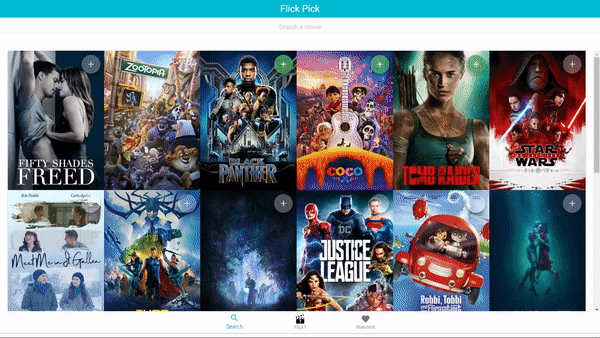 Flick Pick
Search a movie
FIFTY SHADES
FREED
ZOOTOPIA
BLACK
PANTHER
COCO
TOMB RAIDER
STAR
WARS
Meet Me in St Gallen
DC
JUSTICE
LEAGUE
Robbi, Tobbi
Search
Flick?
Watchlist